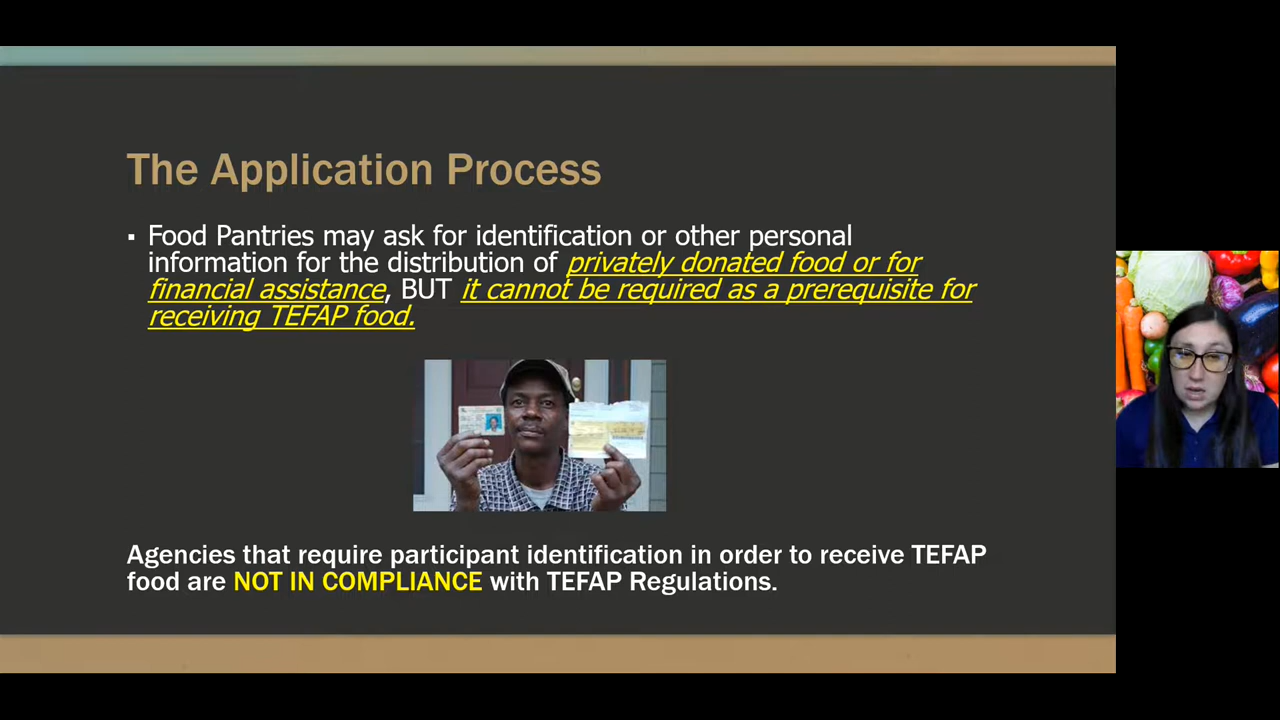 The Application Process
▪ Food Pantries may ask for identification or other personal
information for the distribution of privately donated food or for
financial assistance, BUT it cannot be required as a prerequisite for
receiving TEFAP food.
Agencies that require participant identification in order to receive TEFAP
food are NOT IN COMPLIANCE with TEFAP Regulations.